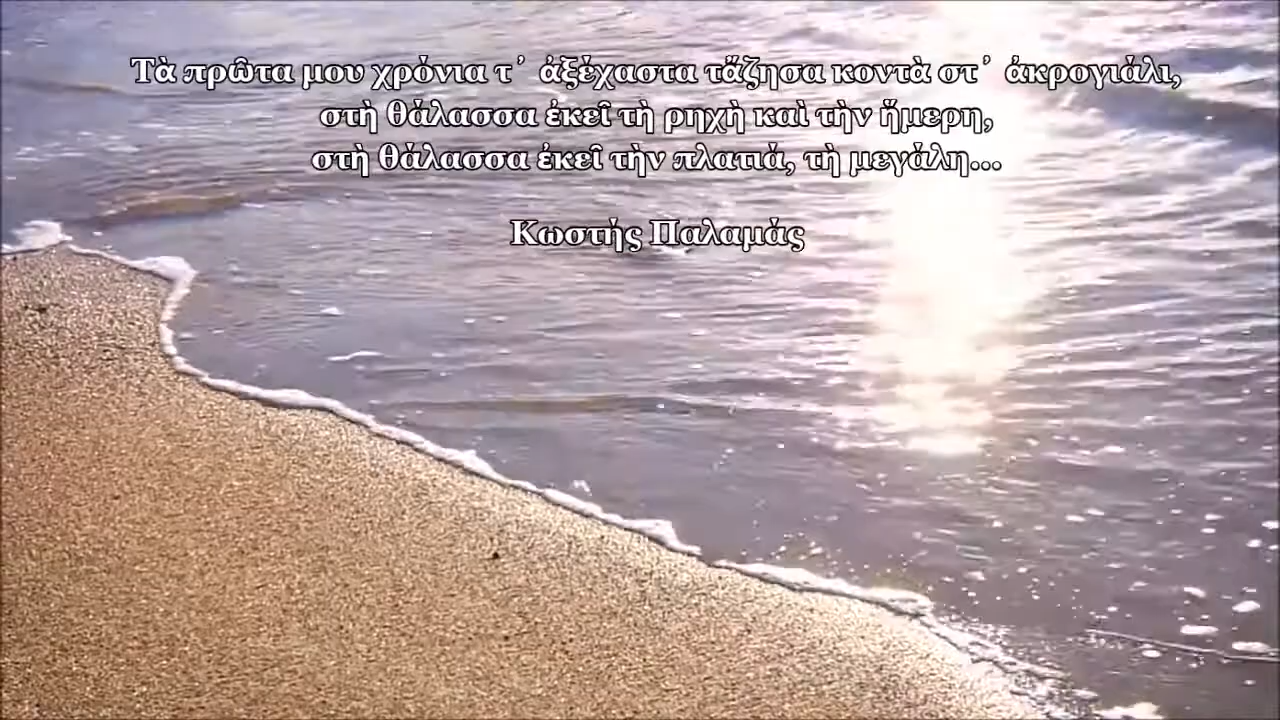 Τὰ πρῶτα μου χρόνια τ᾿ ἀξέχαστα τἄζησα κοντὰ στ᾿ ἀκρογιάλι,
στὴ θάλασσα ἐκεῖ τὴ ρηχὴ καὶ τὴν ἥμερη,
στὴ θάλασσα ἐκεῖ τὴν πλατιά, τὴ μεγάλη...
Κωστής Παλαμάς